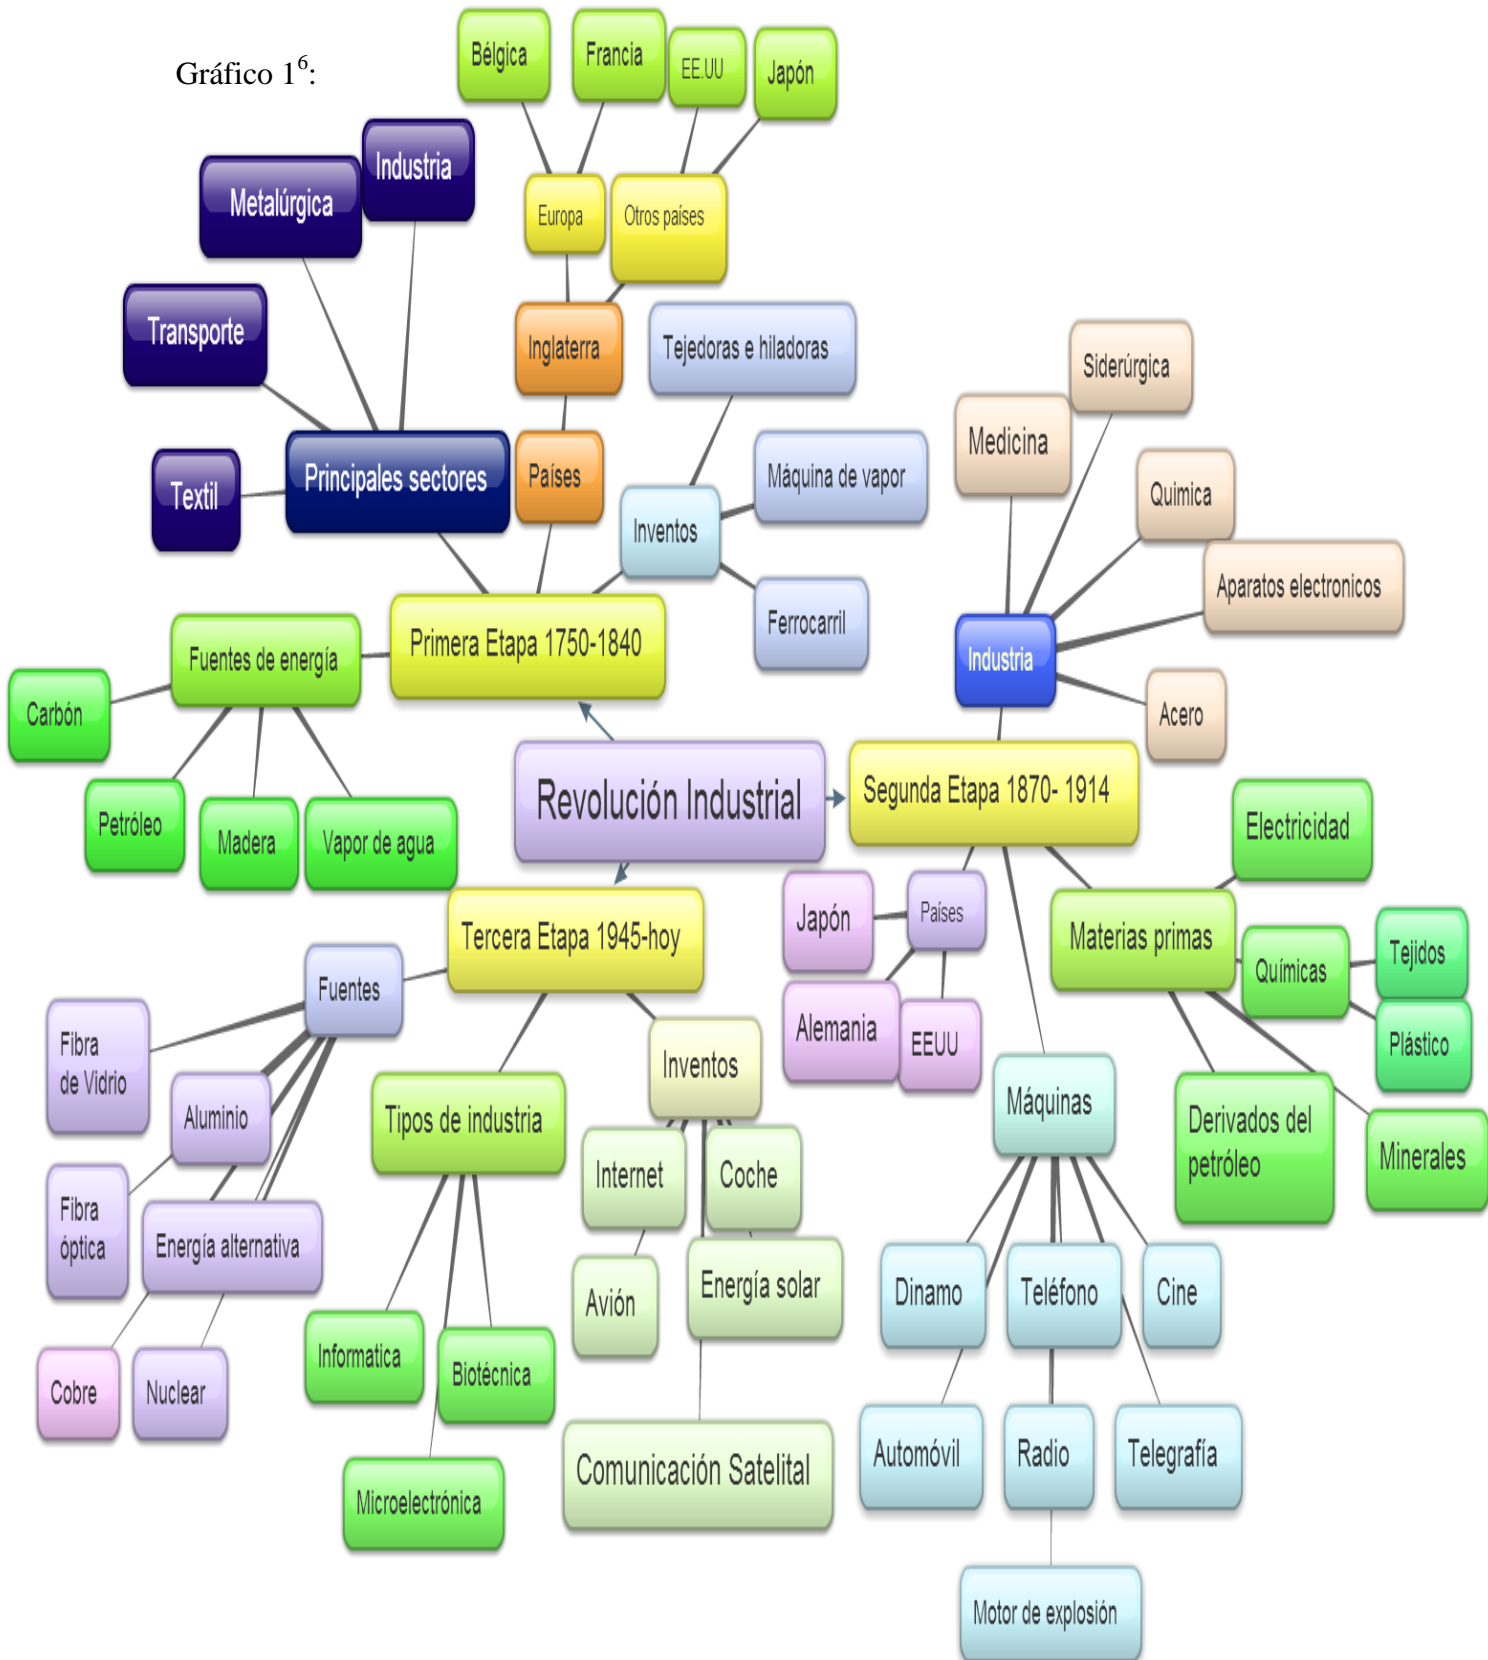 Gráfico 1⁶:
Bélgica
Francia
EE.UU
Japón
Industria
Metalúrgica
Europa
Otros países
Transporte
Inglaterra
Tejedoras e hiladoras
Siderúrgica
Medicina
Principales sectores
Países
Máquina de vapor
Textil
Inventos
Quimica
Aparatos electronicos
Ferrocarril
Primera Etapa 1750-1840
Fuentes de energía
Industria
Carbón
Acero
Revolución Industrial
Segunda Etapa 1870- 1914
Petróleo
Madera
Vapor de agua
Electricidad
Japón
Países
Materias primas
Tercera Etapa 1945-hoy
Químicas
Tejidos
Fuentes
Alemania
EEUU
Plástico
Fibra
de Vidrio
Aluminio
Tipos de industria
Inventos
Máquinas
Derivados del
petróleo
Minerales
Internet
Coche
Fibra
óptica
Energía alternativa
Avión
Energía solar
Dinamo
Teléfono
Cine
Informatica
Biotécnica
Cobre
Nuclear
Comunicación Satelital
Automóvil
Radio
Telegrafía
Microelectrónica
Motor de explosión